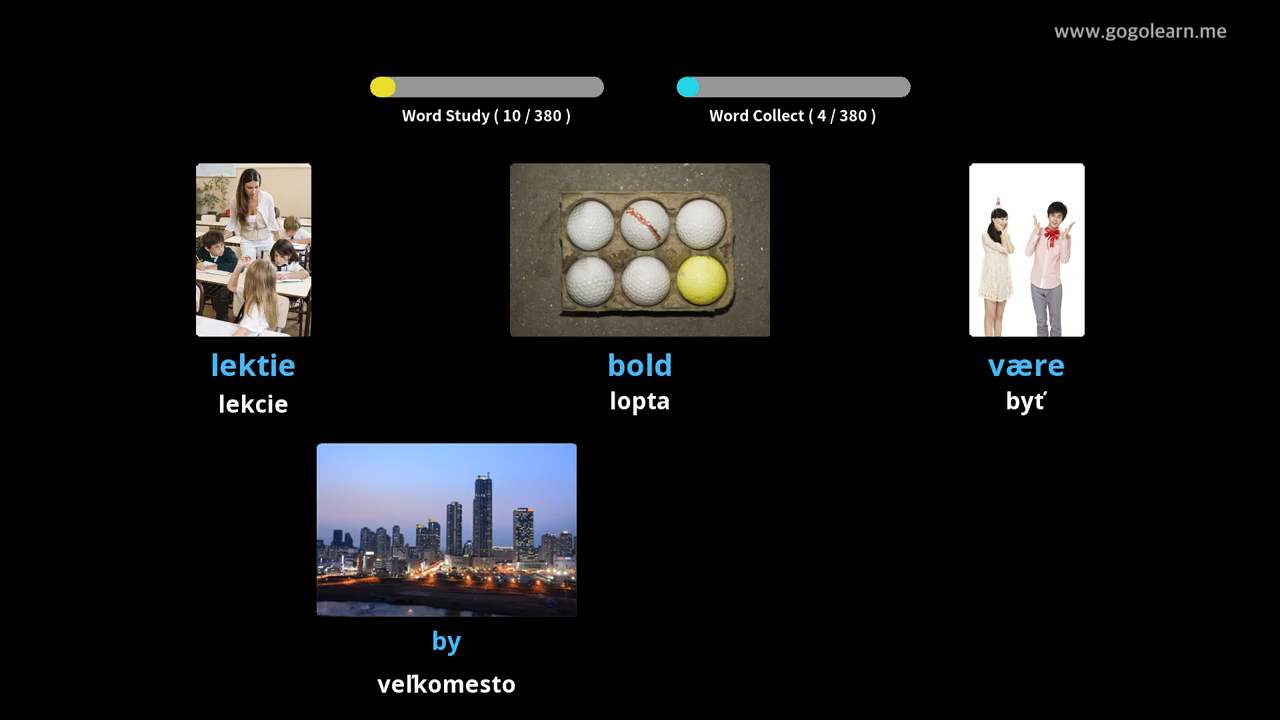 www.gogolearn.me
Word Study ( 10 / 380 )
Word Collect ( 4 / 380 )
lektie
lekcie
bold
lopta
være
byť
by
veľkomesto